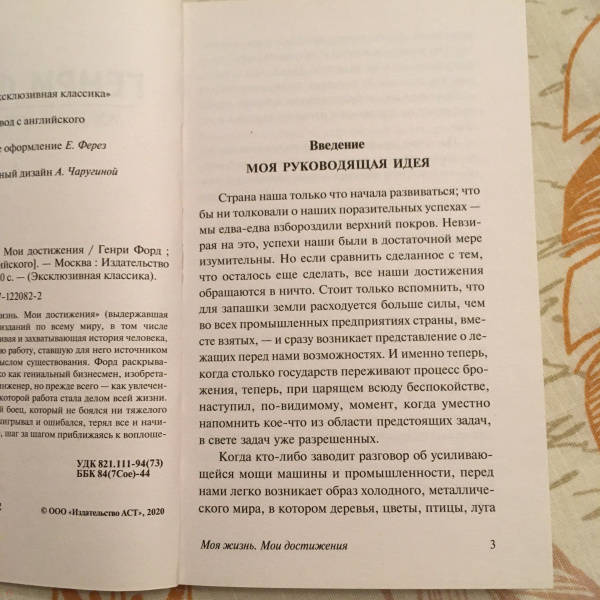 ксклюзивная классика»
вод с английского
е оформление Е. Ферез
ный дизайн А. Чаругиной
Мои достижения / Генри Форд ;
ийского]. — Москва : Издательство
0 с. — (Эксклюзивная классика).
7-122082-2
изнь. Мои достижения» (выдержавшая
изданий по всему миру, в том числе
ивая и захватывающая история человека,
ю работу, ставшую для него источником
мыслом существования. Форд раскрыва-
ко как гениальный бизнесмен, изобрета-
инженер, но прежде всего — как увлечен-
которой работа стала делом всей жизни.
й боец, который не боялся ни тяжелого
ыигрывал и ошибался, терял все и начи-
, шаг за шагом приближаясь к воплоще-
УДК 821.111-94(73)
ББК 84(7Сое)-44
2
© ООО «Издательство АСТ», 2020
Введение
МОЯ РУКОВОДЯЩАЯ ИДЕЯ
Страна наша только что начала развиваться; что
бы ни толковали о наших поразительных успехах —
мы едва-едва взбороздили верхний покров. Невзи-
рая на это, успехи наши были в достаточной мере
изумительны. Но если сравнить сделанное с тем,
что осталось еще сделать, все наши достижения
обращаются в ничто. Стоит только вспомнить, что
для запашки земли расходуется больше силы, чем
во всех промышленных предприятиях страны, вме-
сте взятых, — и сразу возникает представление о ле-
жащих перед нами возможностях. И именно теперь,
когда столько государств переживают процесс бро-
жения, теперь, при царящем всюду беспокойстве,
наступил, по-видимому, момент, когда уместно
напомнить кое-что из области предстоящих задач,
в свете задач уже разрешенных.
Когда кто-либо заводит разговор об усиливаю-
щейся мощи машины и промышленности, перед
нами легко возникает образ холодного, металличе-
ского мира, в котором деревья, цветы, птицы, луга
Моя жизнь. Мои достижения
3